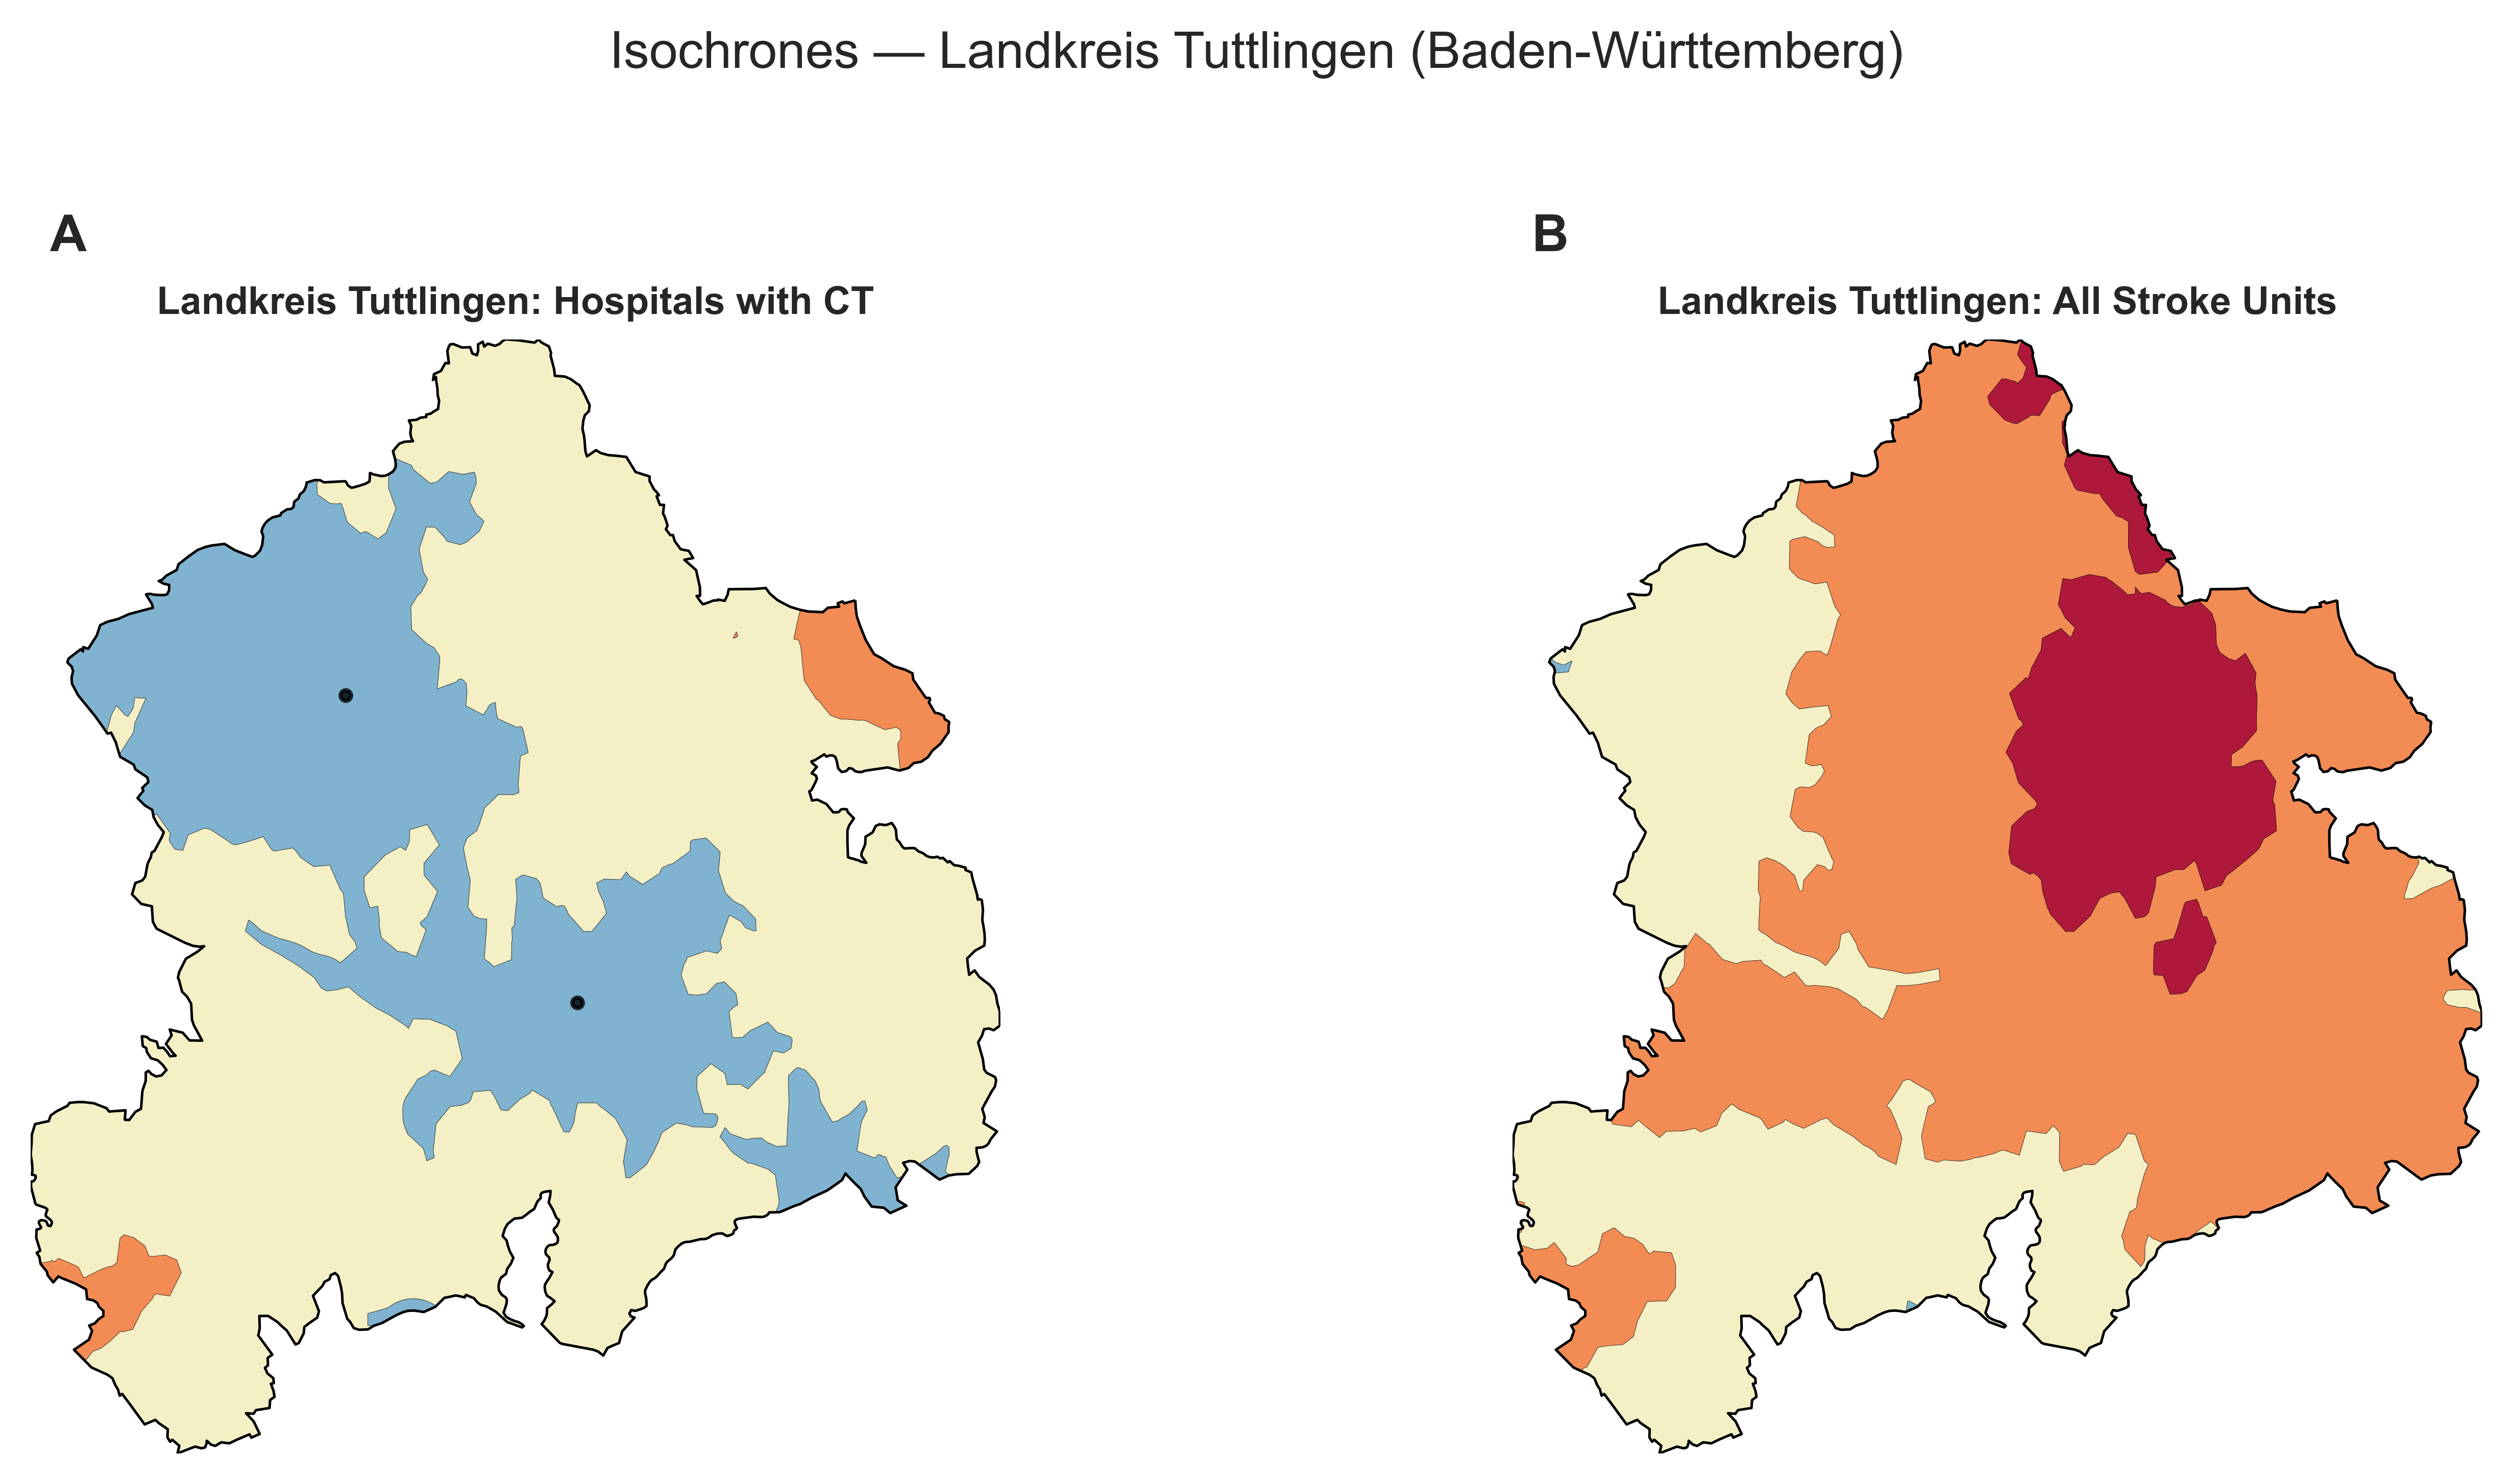 Isochrones — Landkreis Tuttlingen (Baden-Württemberg)
A
B
Landkreis Tuttlingen: Hospitals with CT
Landkreis Tuttlingen: All Stroke Units